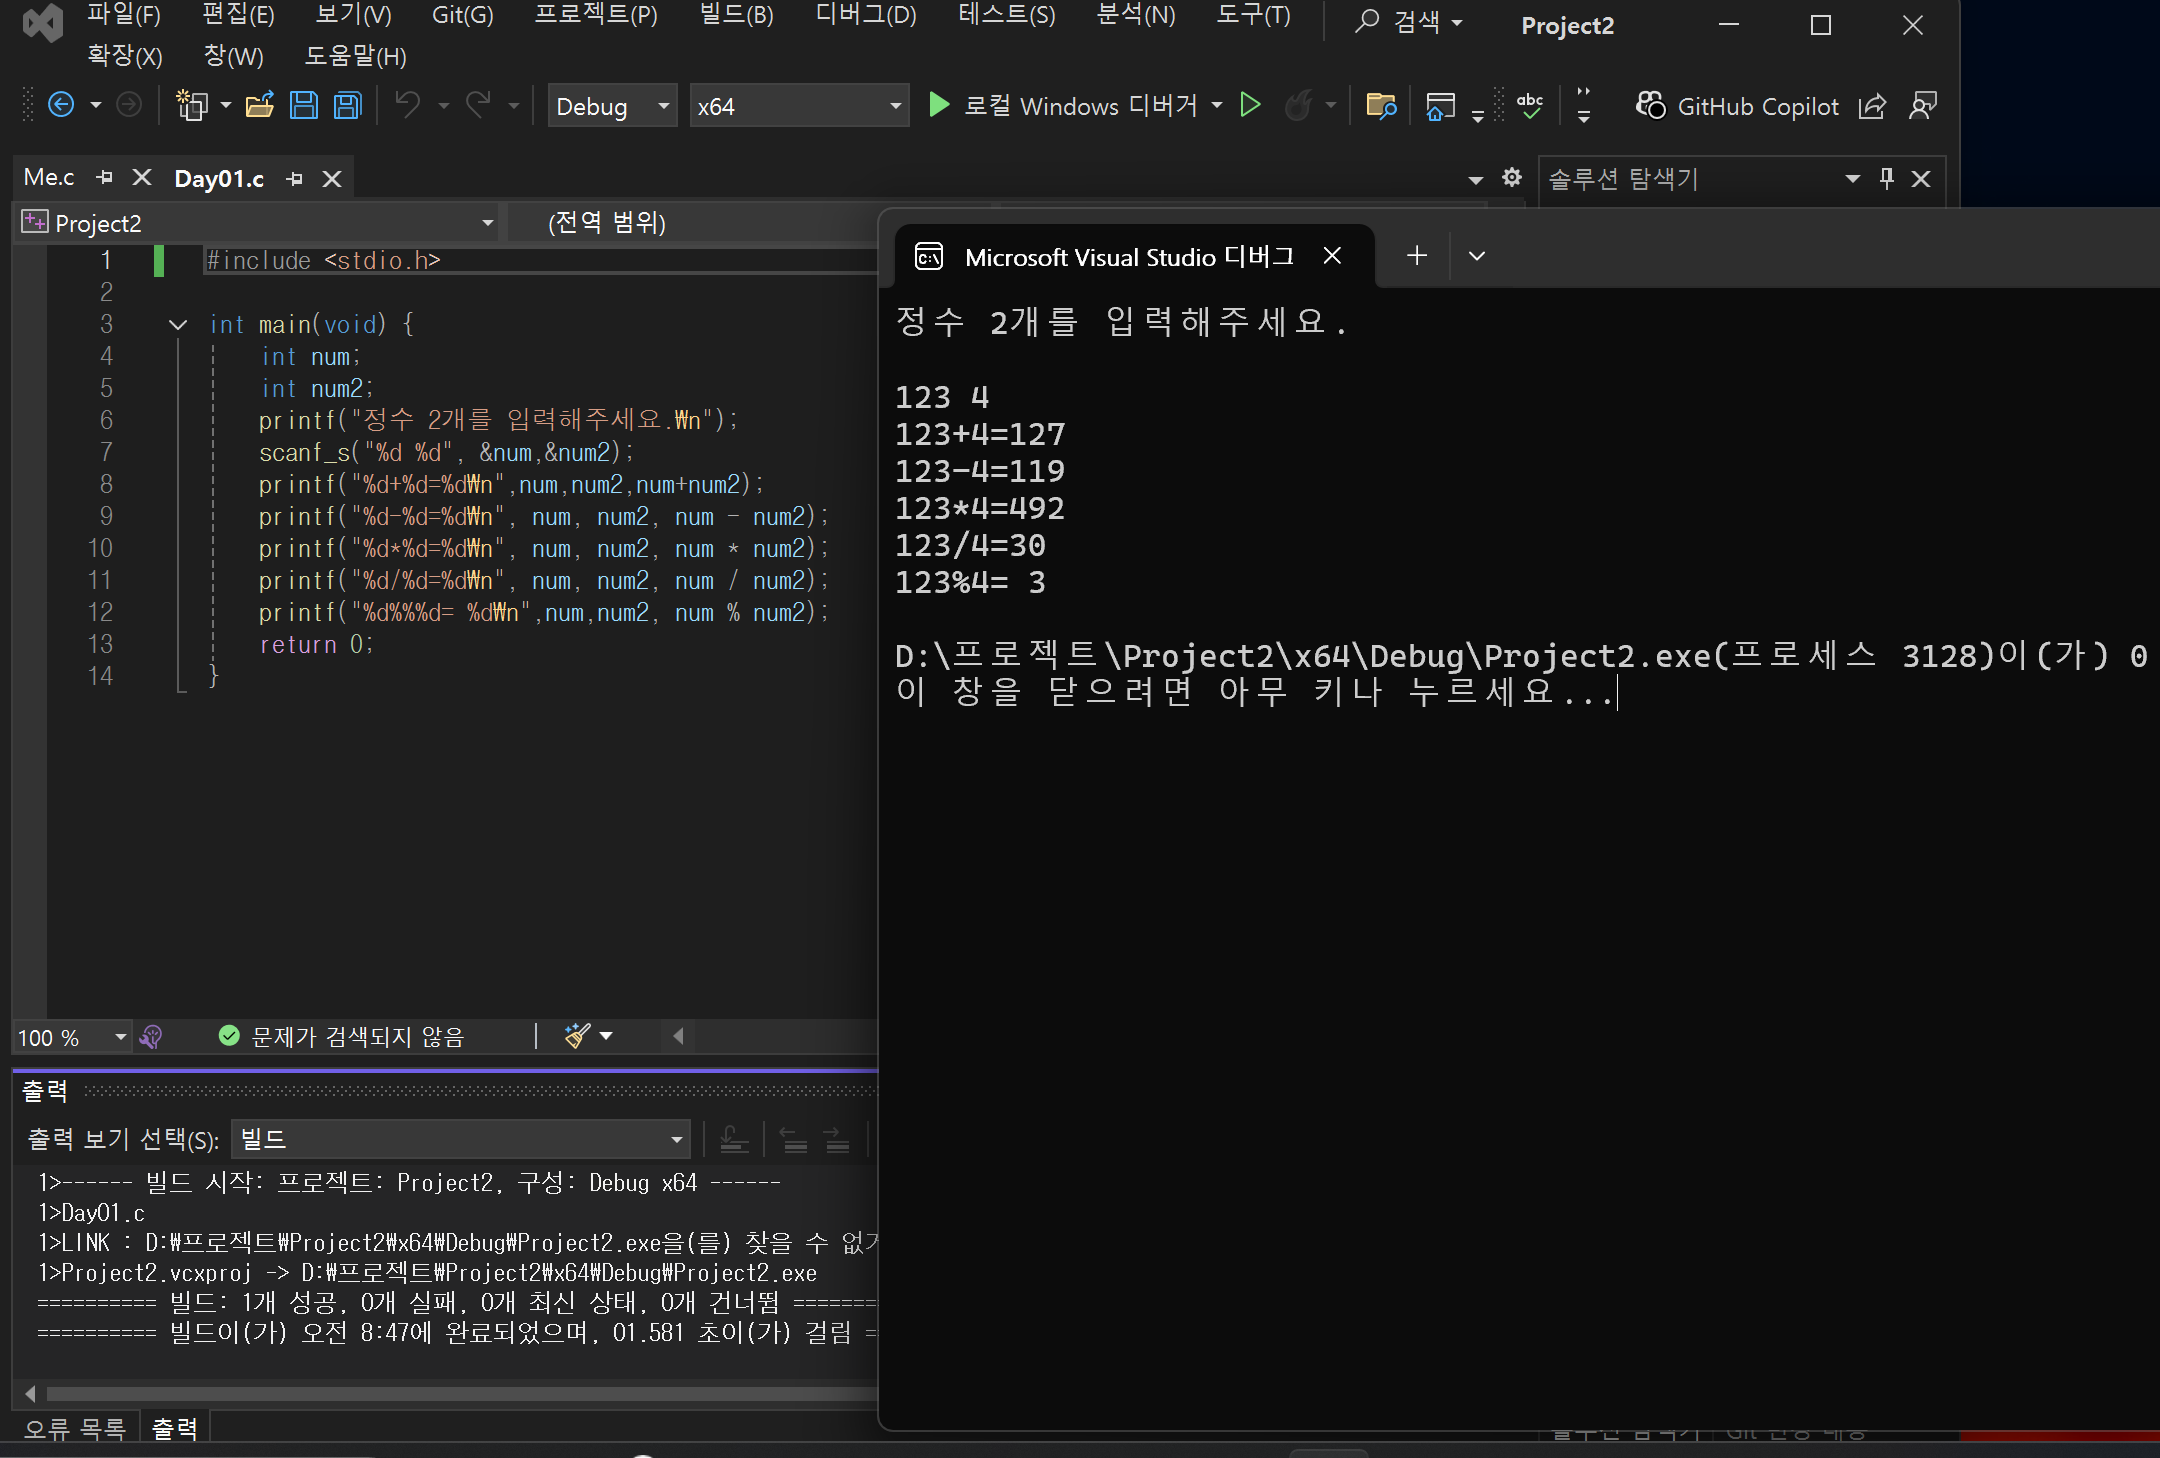 파일(F) 편집(E) 보기(V) Git(G) 프로젝트(P) 빌드(B) 디버그(D) 테스트(S) 분석(N) 도구(T) 검색 Project2
확장(X) 창(W) 도움말(H)
Debug x64 로컬 Windows 디버거 abc GitHub Copilot
Me.c Day01.c 솔루션 탐색기
Project2 (전역 범위)
1 #include <stdio.h>
2
3 int main(void) {
4 int num;
5 int num2;
6 printf("정수 2개를 입력해주세요.₩n");
7 scanf_s("%d %d", &num,&num2);
8 printf("%d+%d=%d₩n",num,num2,num+num2);
9 printf("%d-%d=%d₩n", num, num2, num - num2);
10 printf("%d*%d=%d₩n", num, num2, num * num2);
11 printf("%d/%d=%d₩n", num, num2, num / num2);
12 printf("%d%%%d= %d₩n",num,num2, num % num2);
13 return 0;
14 }
Microsoft Visual Studio 디버그
정수 2개를 입력해주세요.
123 4
123+4=127
123-4=119
123*4=492
123/4=30
123%4= 3
D:\프로젝트\Project2\x64\Debug\Project2.exe(프로세스 3128)이(가) 0
이 창을 닫으려면 아무 키나 누르세요...
100 % 문제가 검색되지 않음
출력
출력 보기 선택(S): 빌드
1>------ 빌드 시작: 프로젝트: Project2, 구성: Debug x64 ------
1>Day01.c
1>LINK : D:₩프로젝트₩Project2₩x64₩Debug₩Project2.exe을(를) 찾을 수 없
1>Project2.vcxproj -> D:₩프로젝트₩Project2₩x64₩Debug₩Project2.exe
========== 빌드: 1개 성공, 0개 실패, 0개 최신 상태, 0개 건너뜀 =======
========== 빌드이(가) 오전 8:47에 완료되었으며, 01.581 초이(가) 걸림 =
오류 목록 출력